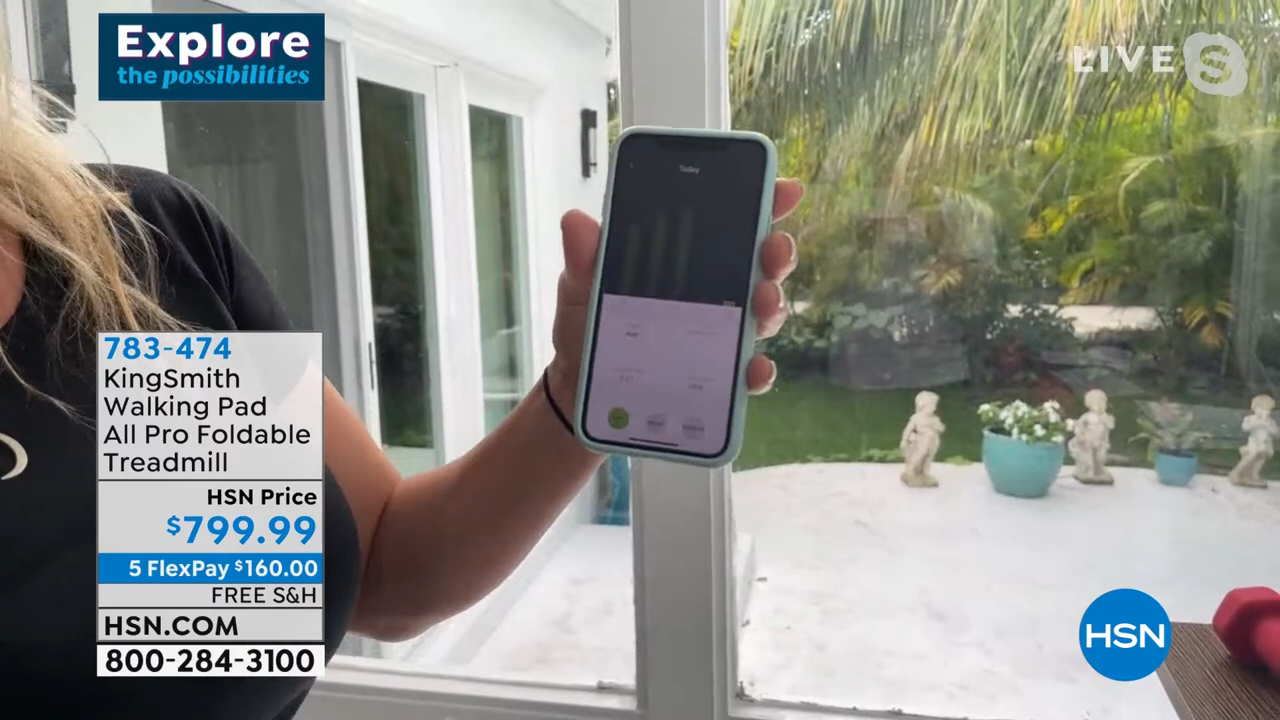 Explore
the possibilities
LIVE S
Today
783-474
KingSmith
Walking Pad
All Pro Foldable
Treadmill
HSN Price
$799.99
5 FlexPay $160.00
FREE S&H
HSN.COM
800-284-3100
HSN